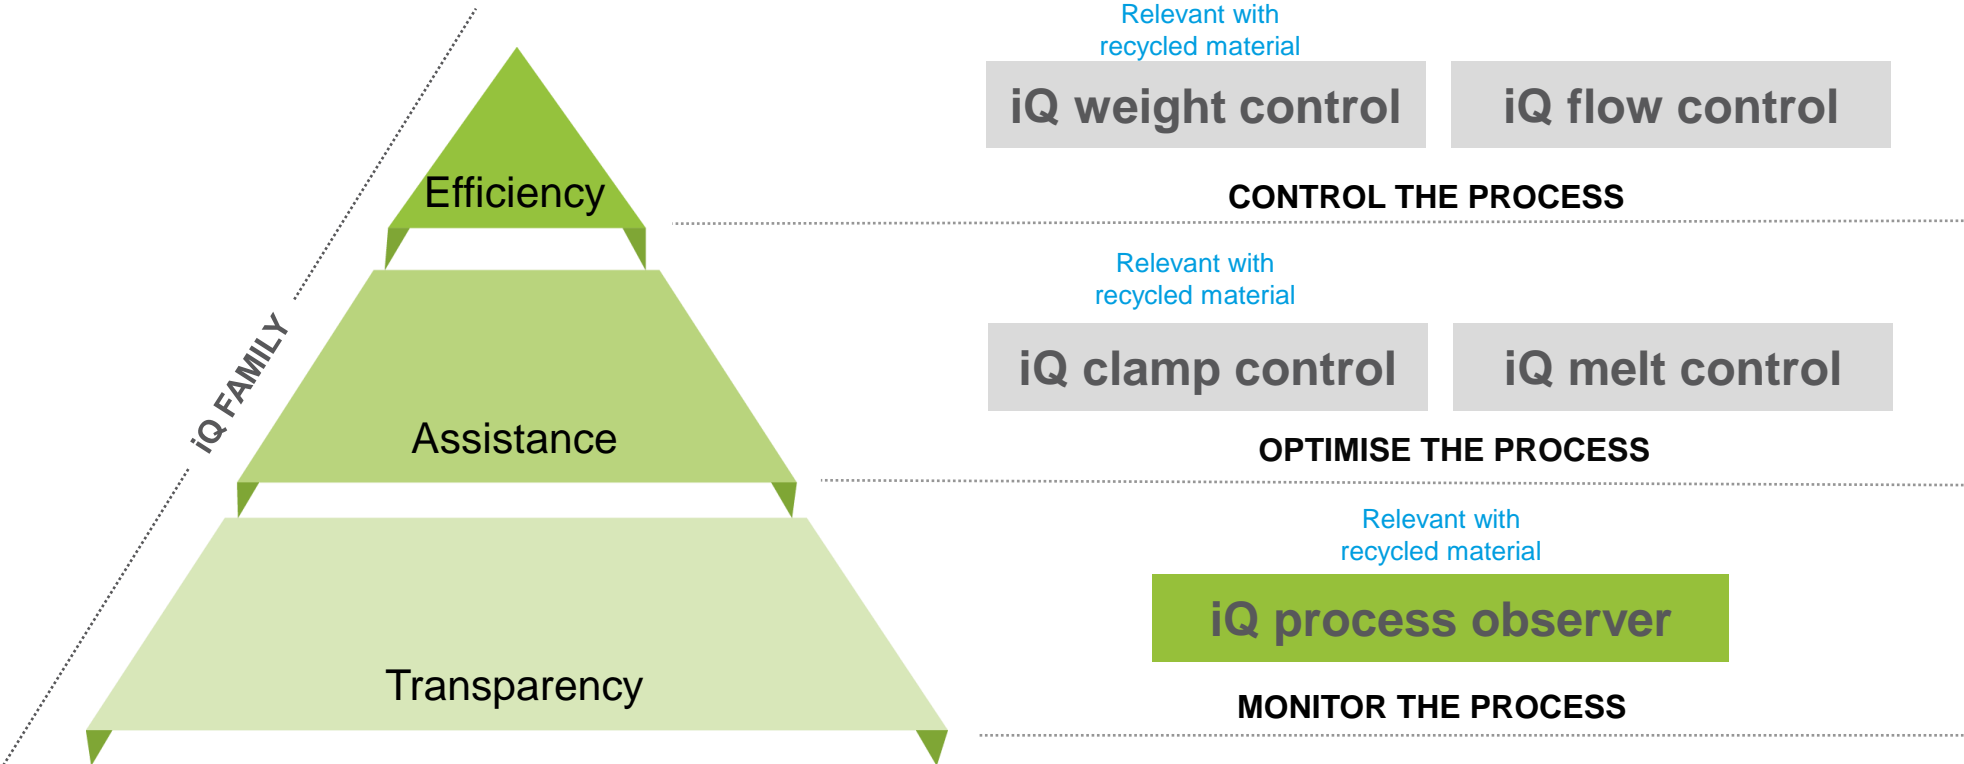 Relevant with
recycled material
iQ weight control
iQ flow control
Efficiency
CONTROL THE PROCESS
Relevant with
recycled material
iQ FAMILY
iQ clamp control
iQ melt control
Assistance
OPTIMISE THE PROCESS
Relevant with
recycled material
iQ process observer
Transparency
MONITOR THE PROCESS